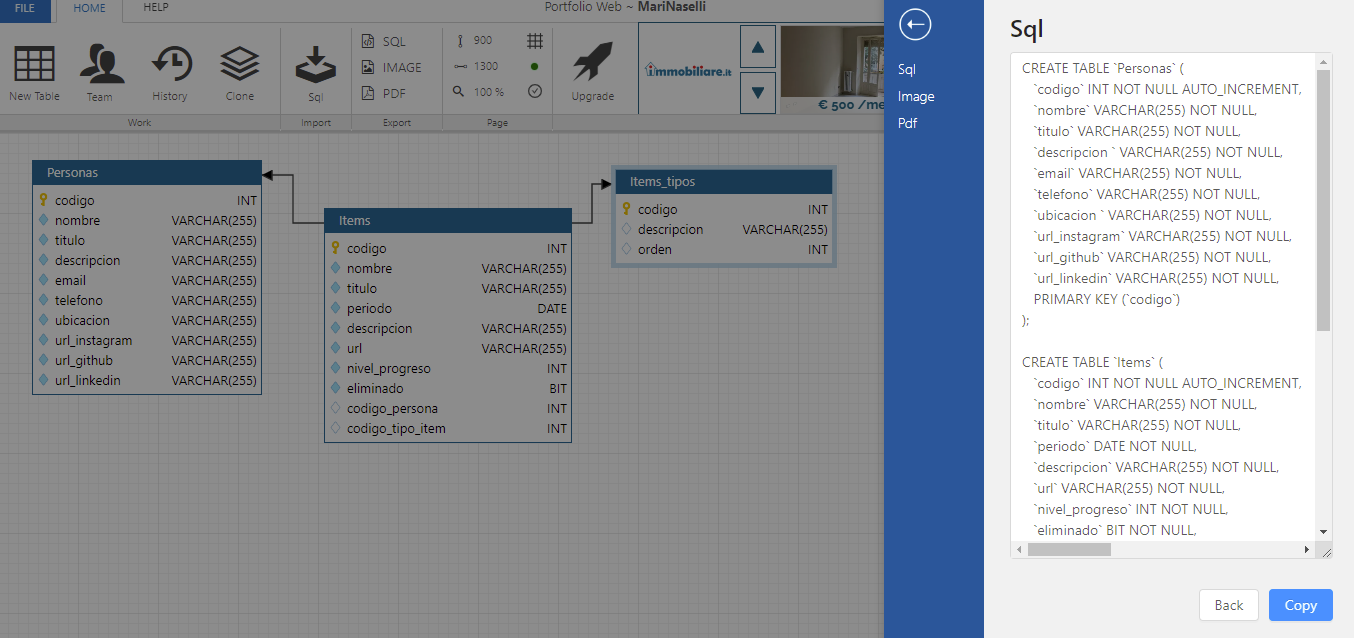 FILE
HOME
HELP
Portfolio Web ~ MariNaselli
New Table
Team
History
Clone
Work
Sql
Import
SQL
IMAGE
PDF
Export
900
1300
100 %
Page
Upgrade
immobiliare.it
€ 500 /me
Personas
codigo INT
nombre VARCHAR(255)
titulo VARCHAR(255)
descripcion VARCHAR(255)
email VARCHAR(255)
telefono VARCHAR(255)
ubicacion VARCHAR(255)
url_instagram VARCHAR(255)
url_github VARCHAR(255)
url_linkedin VARCHAR(255)
Items
codigo INT
nombre VARCHAR(255)
titulo VARCHAR(255)
periodo DATE
descripcion VARCHAR(255)
url VARCHAR(255)
nivel_progreso INT
eliminado BIT
codigo_persona INT
codigo_tipo_item INT
Items_tipos
codigo INT
descripcion VARCHAR(255)
orden INT
Sql
Image
Pdf
Sql
CREATE TABLE `Personas` (
`codigo` INT NOT NULL AUTO_INCREMENT,
`nombre` VARCHAR(255) NOT NULL,
`titulo` VARCHAR(255) NOT NULL,
`descripcion ` VARCHAR(255) NOT NULL,
`email` VARCHAR(255) NOT NULL,
`telefono` VARCHAR(255) NOT NULL,
`ubicacion ` VARCHAR(255) NOT NULL,
`url_instagram` VARCHAR(255) NOT NULL,
`url_github` VARCHAR(255) NOT NULL,
`url_linkedin` VARCHAR(255) NOT NULL,
PRIMARY KEY (`codigo`)
);
CREATE TABLE `Items` (
`codigo` INT NOT NULL AUTO_INCREMENT,
`nombre` VARCHAR(255) NOT NULL,
`titulo` VARCHAR(255) NOT NULL,
`periodo` DATE NOT NULL,
`descripcion` VARCHAR(255) NOT NULL,
`url` VARCHAR(255) NOT NULL,
`nivel_progreso` INT NOT NULL,
`eliminado` BIT NOT NULL,
Back
Copy